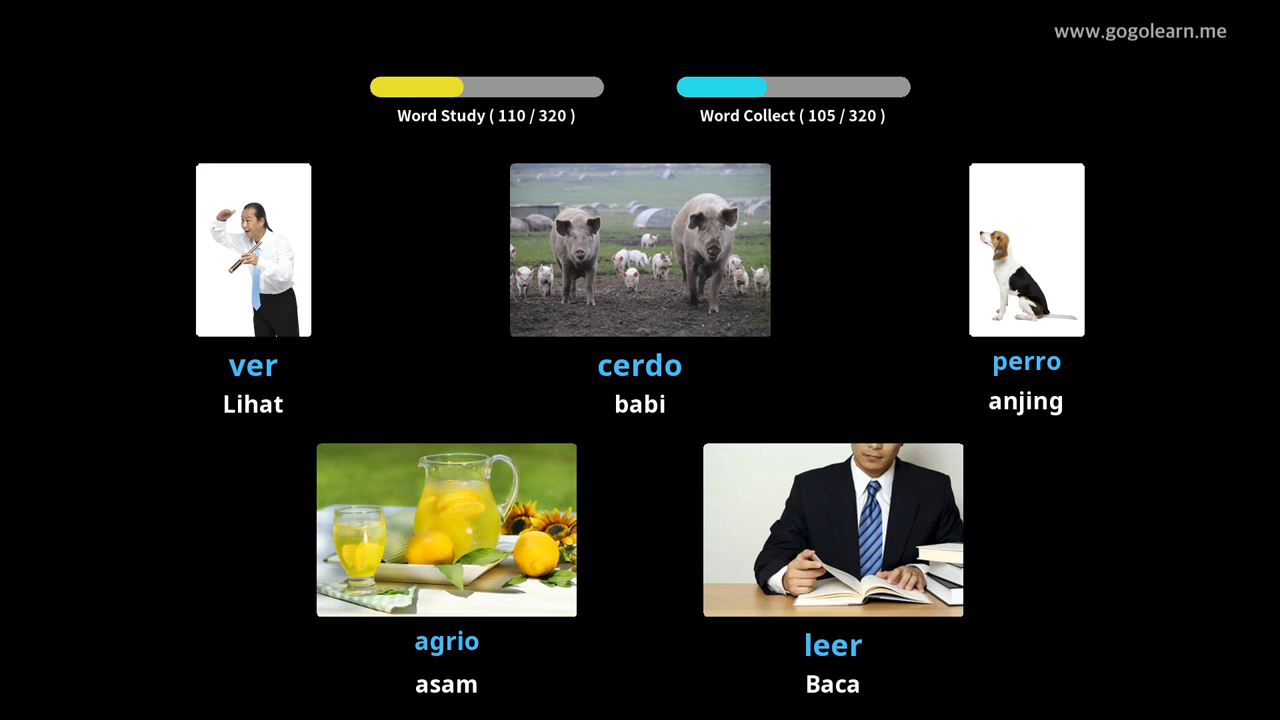 www.gogolearn.me
Word Study ( 110 / 320 )
Word Collect ( 105 / 320 )
ver
Lihat
cerdo
babi
perro
anjing
agrio
asam
leer
Baca